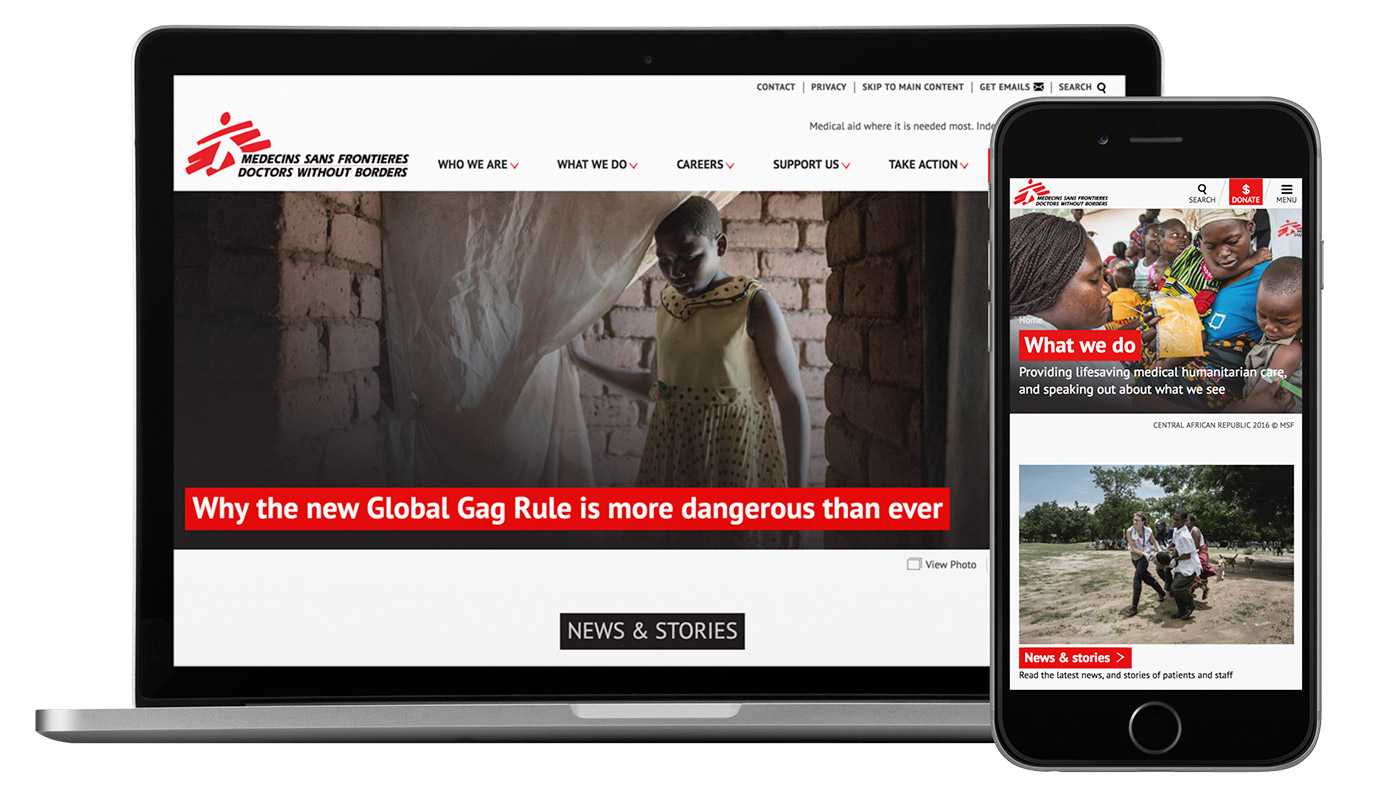 CONTACT | PRIVACY | SKIP TO MAIN CONTENT | GET EMAILS | SEARCH
Medical aid where it is needed most.
MEDECINS SANS FRONTIERES
DOCTORS WITHOUT BORDERS
WHO WE ARE WHAT WE DO CAREERS SUPPORT US TAKE ACTION
Why the new Global Gag Rule is more dangerous than ever
View Photo
NEWS & STORIES
MEDECINS SANS FRONTIERES
DOCTORS WITHOUT BORDERS
SEARCH
$
DONATE
MENU
Home
What we do
Providing lifesaving medical humanitarian care,
and speaking out about what we see
CENTRAL AFRICAN REPUBLIC 2016 © MSF
News & stories >
Read the latest news, and stories of patients and staff